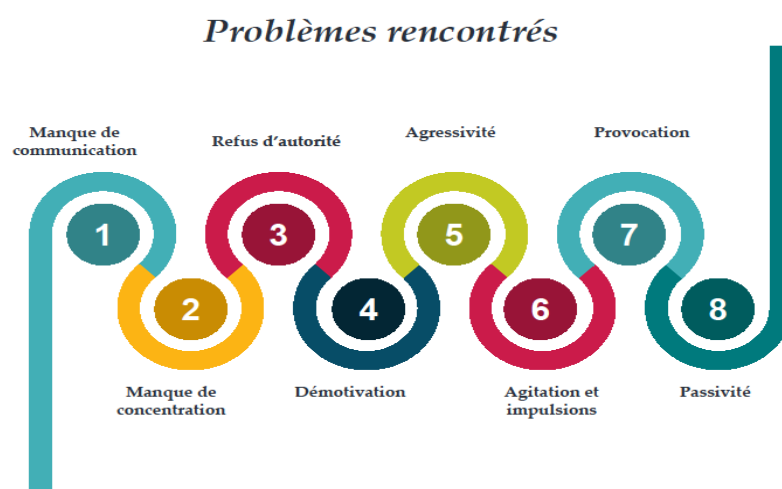 Problèmes rencontrés
Manque de
communication
1
Manque de
concentration
2
Refus d'autorité
3
Démotivation
4
Agressivité
5
Agitation et
impulsions
6
Provocation
7
Passivité
8